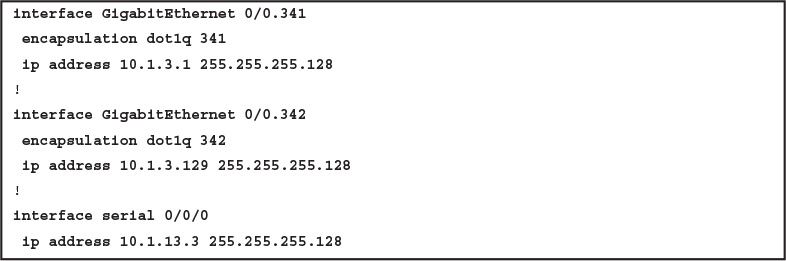 interface GigabitEthernet 0/0.341
encapsulation dot1q 341
ip address 10.1.3.1 255.255.255.128
!
interface GigabitEthernet 0/0.342
encapsulation dot1q 342
ip address 10.1.3.129 255.255.255.128
!
interface serial 0/0/0
ip address 10.1.13.3 255.255.255.128